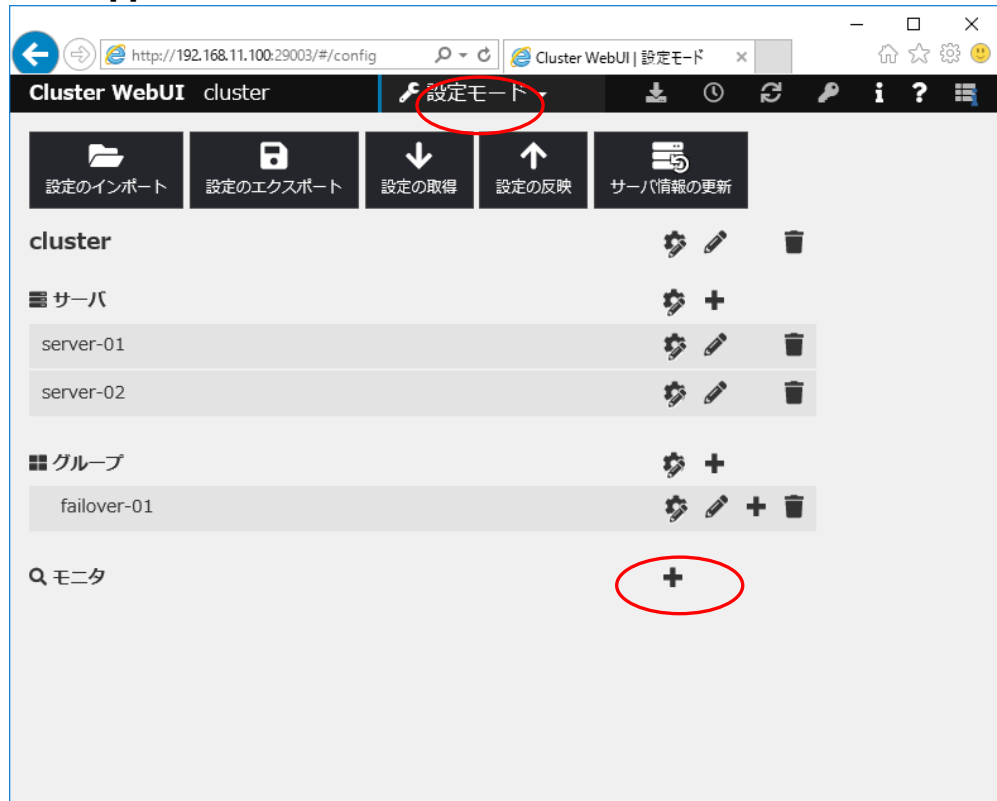 http://192.168.11.100:29003/#/config
Cluster WebUI | 設定モード
Cluster WebUI cluster 設定モード
設定のインポート 設定のエクスポート 設定の取得 設定の反映 サーバ情報の更新
cluster
サーバ
server-01
server-02
グループ
failover-01
モニタ